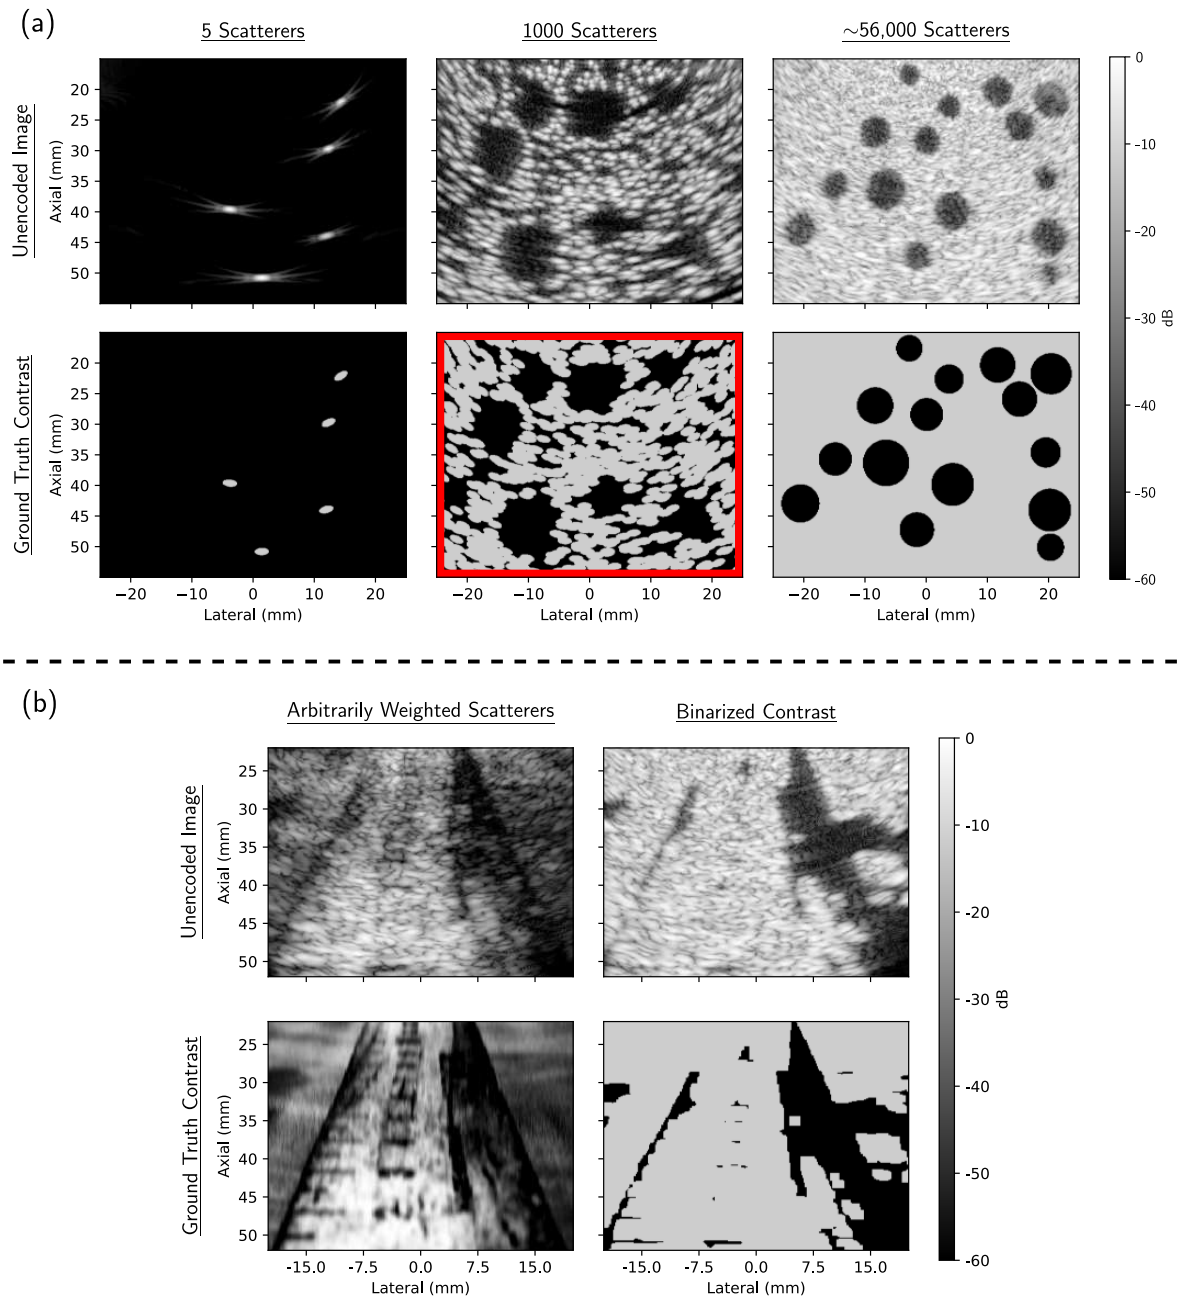 (a)
5 Scatterers
1000 Scatterers
~56,000 Scatterers
Unencoded Image
Axial (mm)
20
25
30
35
40
45
50
Ground Truth Contrast
Axial (mm)
20
25
30
35
40
45
50
−20 −10 0 10 20
Lateral (mm)
−20 −10 0 10 20
Lateral (mm)
−20 −10 0 10 20
Lateral (mm)
0
-10
-20
-30
-40
-50
-60
dB
(b)
Arbitrarily Weighted Scatterers
Binarized Contrast
Unencoded Image
Axial (mm)
25
30
35
40
45
50
Ground Truth Contrast
Axial (mm)
25
30
35
40
45
50
-15.0 -7.5 0.0 7.5 15.0
Lateral (mm)
-15.0 -7.5 0.0 7.5 15.0
Lateral (mm)
0
-10
-20
-30
-40
-50
-60
dB